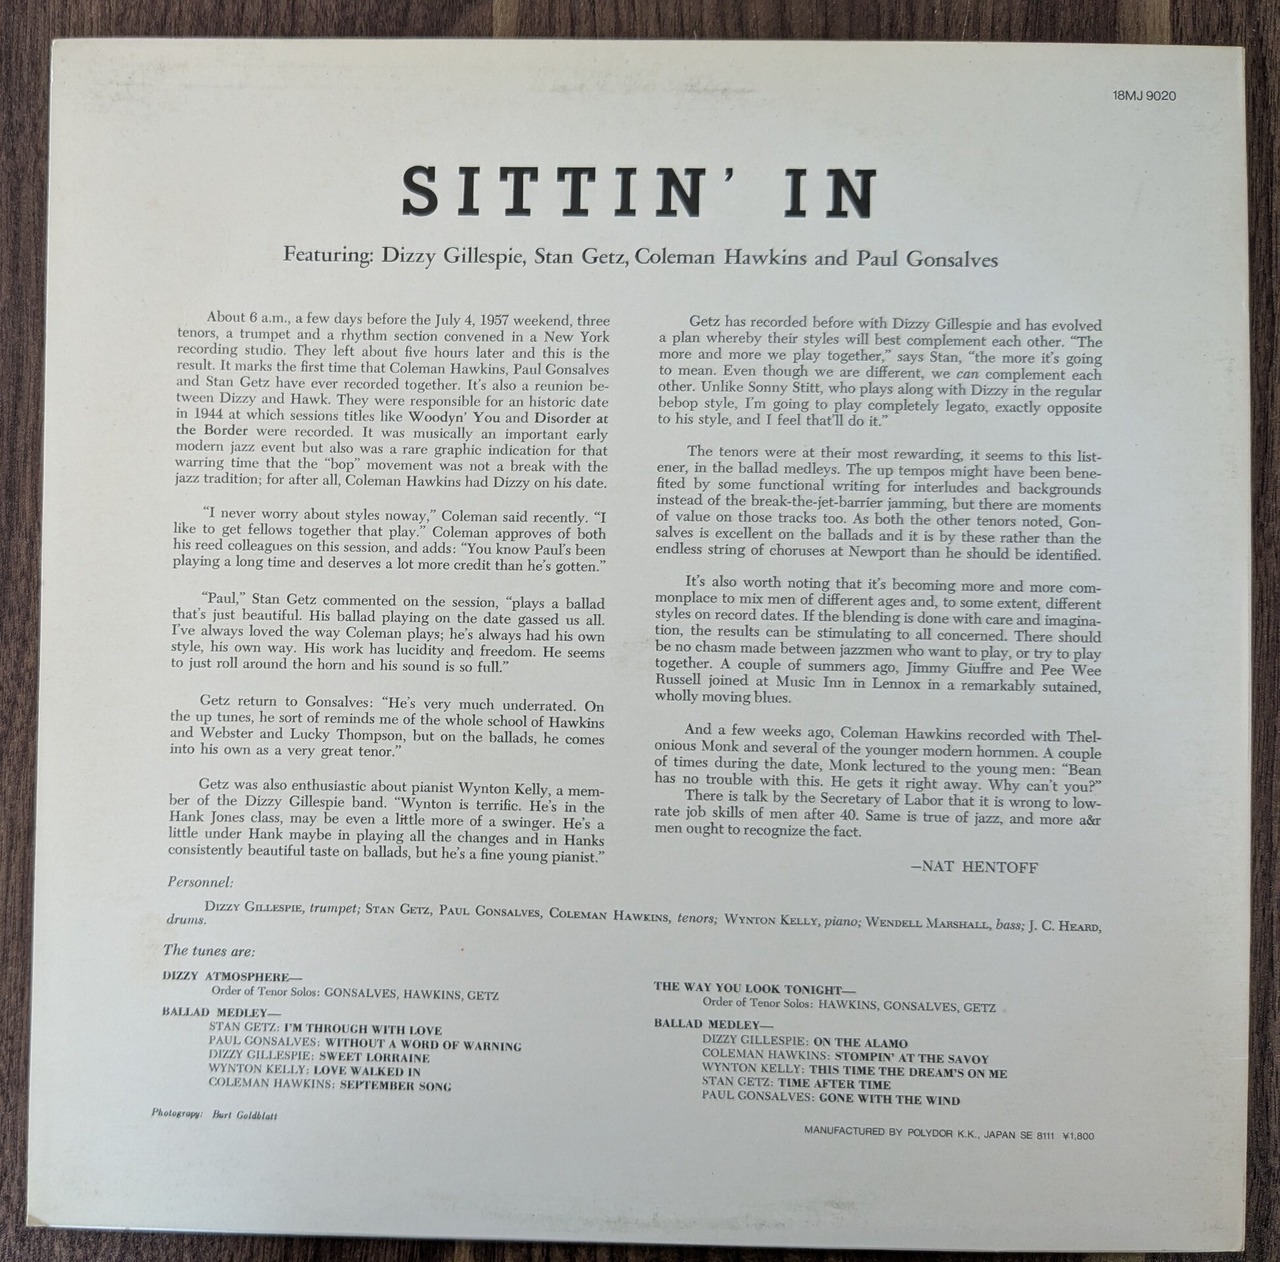 18MJ 9020
SITTIN' IN
Featuring: Dizzy Gillespie, Stan Getz, Coleman Hawkins and Paul Gonsalves
About 6 a.m., a few days before the July 4, 1957 weekend, three
tenors, a trumpet and a rhythm section convened in a New York
recording studio. They left about five hours later and this is the
result. It marks the first time that Coleman Hawkins, Paul Gonsalves
and Stan Getz have ever recorded together. It's also a reunion be-
tween Dizzy and Hawk. They were responsible for an historic date
in 1944 at which sessions titles like Woodyn' You and Disorder at
the Border were recorded. It was musically an important early
modern jazz event but also was a rare graphic indication for that
warring time that the "bop" movement was not a break with the
jazz tradition; for after all, Coleman Hawkins had Dizzy on his date.
"I never worry about styles noway," Coleman said recently. "I
like to get fellows together that play." Coleman approves of both
his reed colleagues on this session, and adds: "You know Paul's been
playing a long time and deserves a lot more credit than he's gotten."
"Paul," Stan Getz commented on the session, "plays a ballad
that's just beautiful. His ballad playing on the date gassed us all.
I've always loved the way Coleman plays; he's always had his own
style, his own way. His work has lucidity and freedom. He seems
to just roll around the horn and his sound is so full."
Getz return to Gonsalves: "He's very much underrated. On
the up tunes, he sort of reminds me of the whole school of Hawkins
and Webster and Lucky Thompson, but on the ballads, he comes
into his own as a very great tenor."
Getz was also enthusiastic about pianist Wynton Kelly, a mem-
ber of the Dizzy Gillespie band. "Wynton is terrific. He's in the
Hank Jones class, may be even a little more of a swinger. He's a
little under Hank maybe in playing all the changes and in Hanks
consistently beautiful taste on ballads, but he's a fine young pianist."
Getz has recorded before with Dizzy Gillespie and has evolved
a plan whereby their styles will best complement each other. "The
more and more we play together," says Stan, "the more it's going
to mean. Even though we are different, we can complement each
other. Unlike Sonny Stitt, who plays along with Dizzy in the regular
bebop style, I'm going to play completely legato, exactly opposite
to his style, and I feel that'll do it."
The tenors were at their most rewarding, it seems to this list-
ener, in the ballad medleys. The up tempos might have been bene-
fited by some functional writing for interludes and backgrounds
instead of the break-the-jet-barrier jamming, but there are moments
of value on those tracks too. As both the other tenors noted, Gon-
salves is excellent on the ballads and it is by these rather than the
endless string of choruses at Newport than he should be identified.
It's also worth noting that it's becoming more and more com-
monplace to mix men of different ages and, to some extent, different
styles on record dates. If the blending is done with care and imagina-
tion, the results can be stimulating to all concerned. There should
be no chasm made between jazzmen who want to play, or try to play
together. A couple of summers ago, Jimmy Giuffre and Pee Wee
Russell joined at Music Inn in Lennox in a remarkably sutained,
wholly moving blues.
And a few weeks ago, Coleman Hawkins recorded with Thel-
onious Monk and several of the younger modern hornmen. A couple
of times during the date, Monk lectured to the young men: "Bean
has no trouble with this. He gets it right away. Why can't you?"
There is talk by the Secretary of Labor that it is wrong to low-
rate job skills of men after 40. Same is true of jazz, and more a&r
men ought to recognize the fact.
—NAT HENTOFF
Personnel:
DIZZY GILLESPIE, trumpet; STAN GETZ, PAUL GONSALVES, COLEMAN HAWKINS, tenors; WYNTON KELLY, piano; WENDELL MARSHALL, bass; J. C. HEARD,
drums.
The tunes are:
DIZZY ATMOSPHERE—
Order of Tenor Solos: GONSALVES, HAWKINS, GETZ
BALLAD MEDLEY—
STAN GETZ: I'M THROUGH WITH LOVE
PAUL GONSALVES: WITHOUT A WORD OF WARNING
DIZZY GILLESPIE: SWEET LORRAINE
WYNTON KELLY: LOVE WALKED IN
COLEMAN HAWKINS: SEPTEMBER SONG
THE WAY YOU LOOK TONIGHT—
Order of Tenor Solos: HAWKINS, GONSALVES, GETZ
BALLAD MEDLEY—
DIZZY GILLESPIE: ON THE ALAMO
COLEMAN HAWKINS: STOMPIN' AT THE SAVOY
WYNTON KELLY: THIS TIME THE DREAM'S ON ME
STAN GETZ: TIME AFTER TIME
PAUL GONSALVES: GONE WITH THE WIND
Photograpy: Burt Goldblatt
MANUFACTURED BY POLYDOR K.K., JAPAN SE 8111 ¥1,800